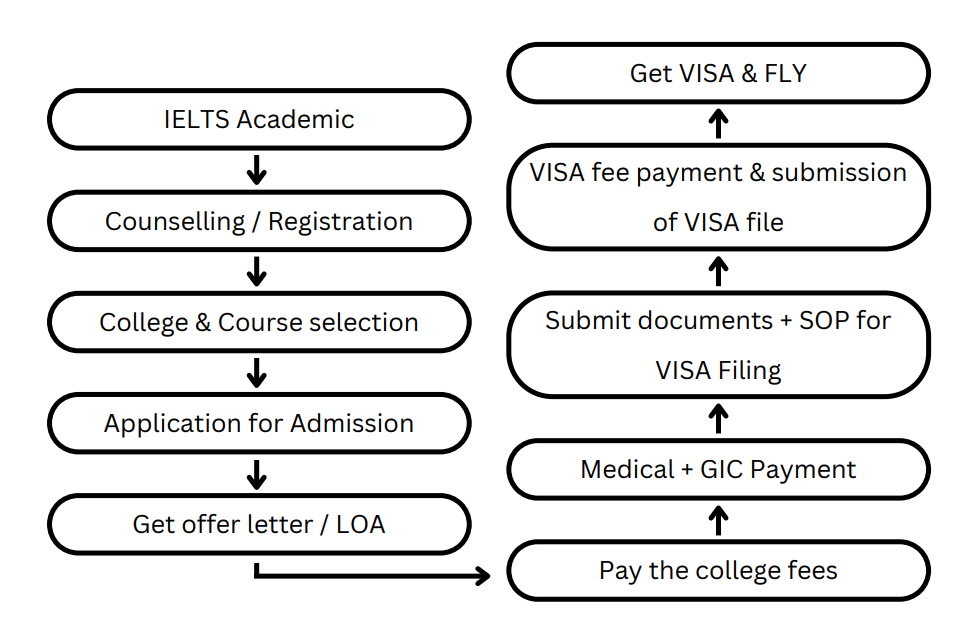 IELTS Academic
Counselling / Registration
College & Course selection
Application for Admission
Get offer letter / LOA
Pay the college fees
Medical + GIC Payment
Submit documents + SOP for
VISA Filing
VISA fee payment & submission
of VISA file
Get VISA & FLY